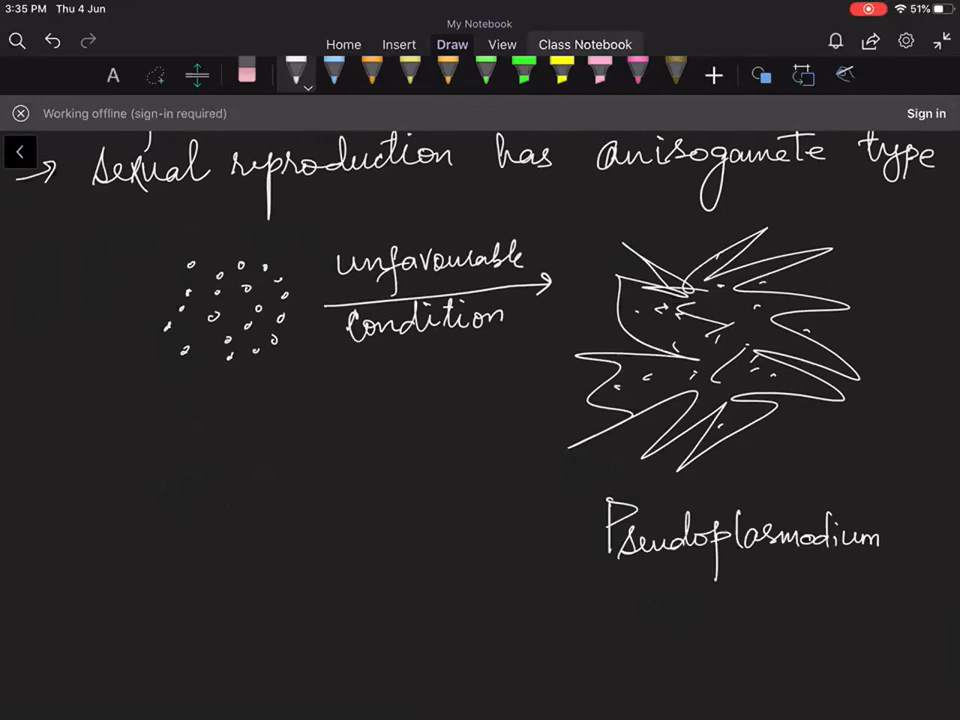 3:35 PM Thu 4 Jun
51%
My Notebook
Home Insert Draw View Class Notebook
A
Working offline (sign-in required)
Sign in
→ sexual reproduction has anisogamete type
unfavourable
condition
Pseudoplasmodium